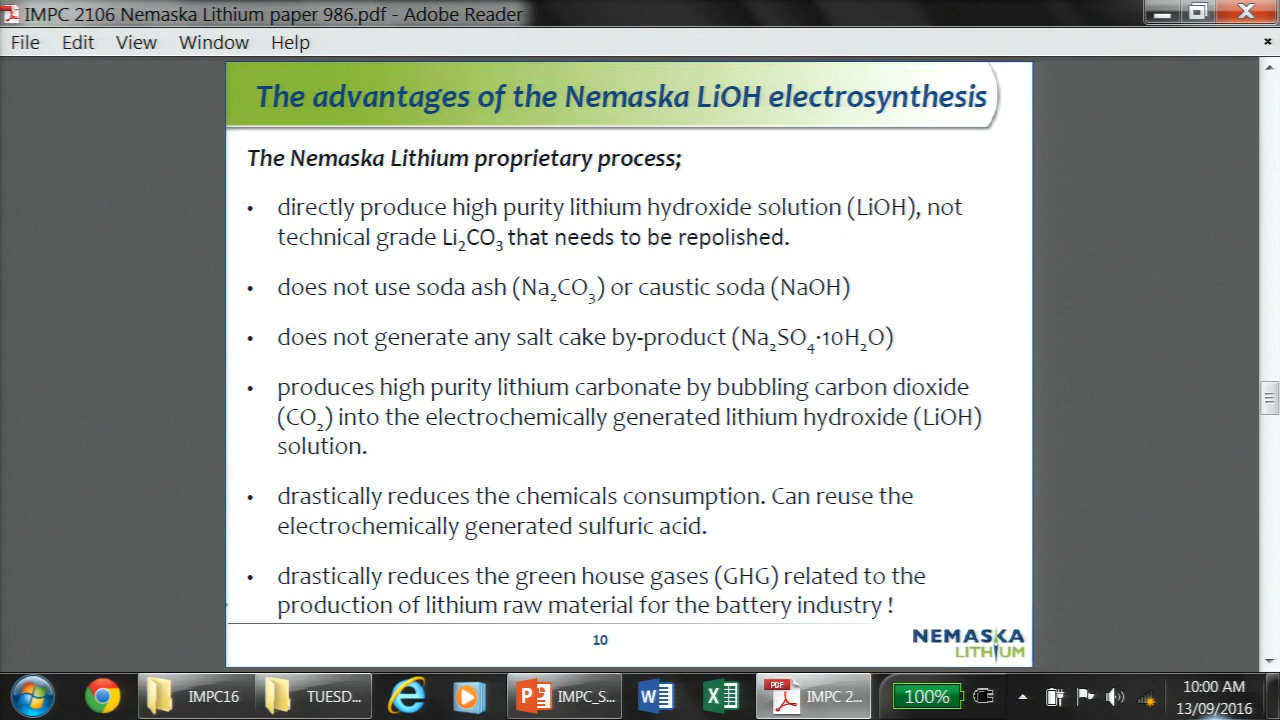 IMPC 2106 Nemaska Lithium paper 986.pdf - Adobe Reader
File Edit View Window Help
The advantages of the Nemaska LiOH electrosynthesis
The Nemaska Lithium proprietary process;
• directly produce high purity lithium hydroxide solution (LiOH), not
technical grade Li₂CO₃ that needs to be repolished.
• does not use soda ash (Na₂CO₃) or caustic soda (NaOH)
• does not generate any salt cake by-product (Na₂SO₄·10H₂O)
• produces high purity lithium carbonate by bubbling carbon dioxide
(CO₂) into the electrochemically generated lithium hydroxide (LiOH)
solution.
• drastically reduces the chemicals consumption. Can reuse the
electrochemically generated sulfuric acid.
• drastically reduces the green house gases (GHG) related to the
production of lithium raw material for the battery industry !
10
NEMASKA
LITHIUM
IMPC16 TUESD... IMPC_S... PDF IMPC 2... 100% 10:00 AM
13/09/2016